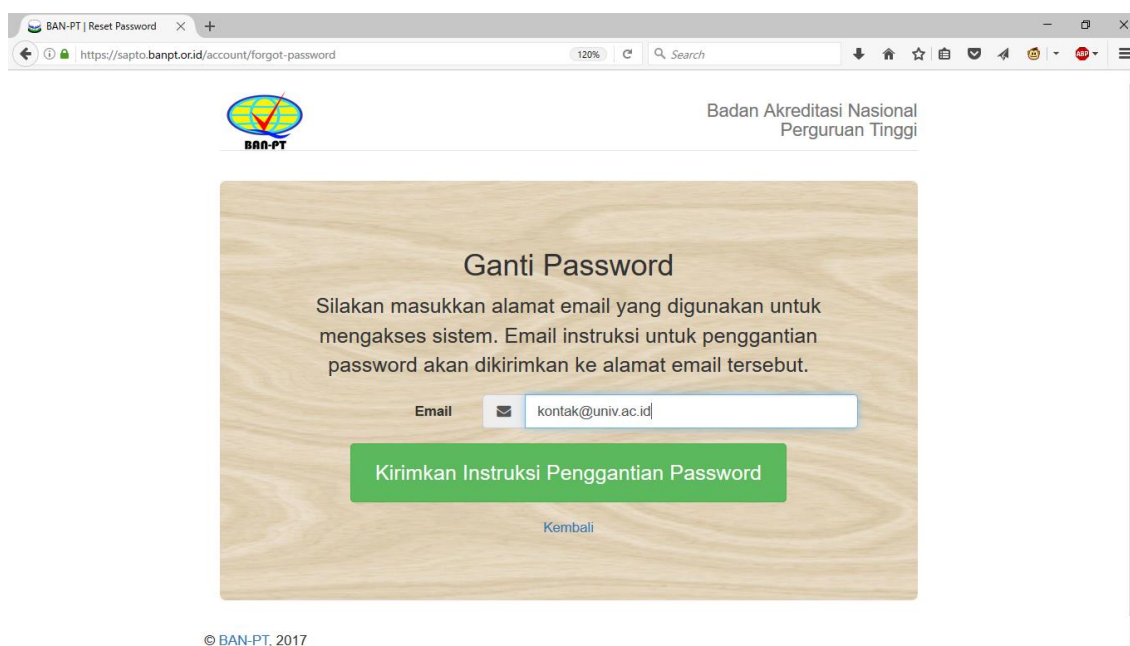 BAN-PT | Reset Password
https://sapto.banpt.or.id/account/forgot-password
120%
Search
ABP
BAN-PT
Badan Akreditasi Nasional
Perguruan Tinggi
Ganti Password
Silakan masukkan alamat email yang digunakan untuk
mengakses sistem. Email instruksi untuk penggantian
password akan dikirimkan ke alamat email tersebut.
Email
kontak@univ.ac.id
Kirimkan Instruksi Penggantian Password
Kembali
© BAN-PT. 2017